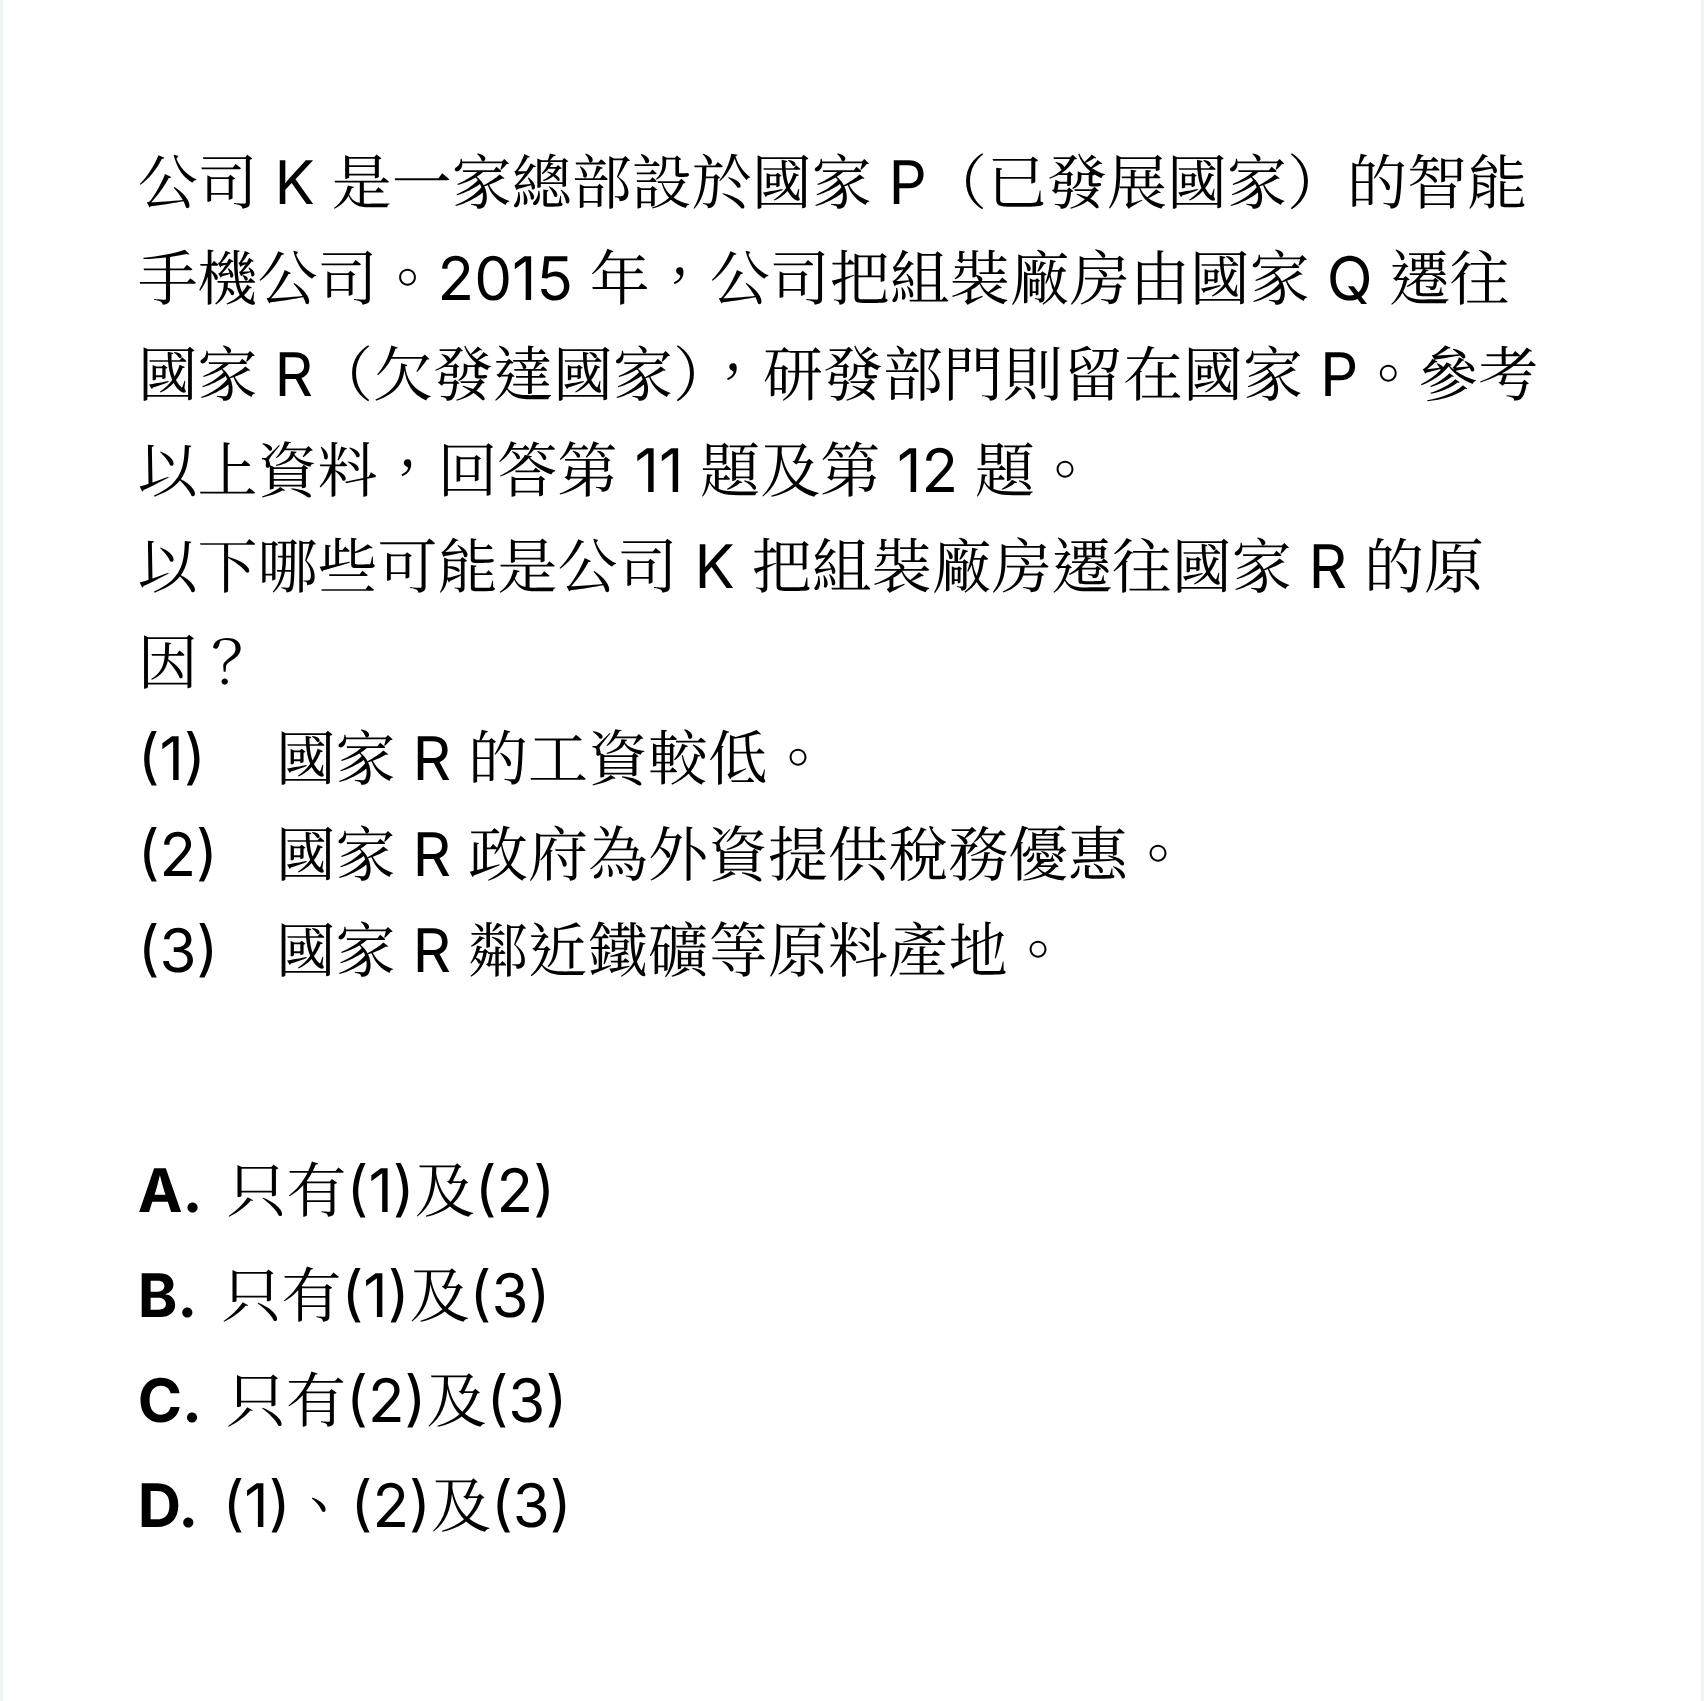 公司 K 是一家總部設於國家 P（已發展國家）的智能
手機公司。2015 年，公司把組裝廠房由國家 Q 遷往
國家 R（欠發達國家），研發部門則留在國家 P。參考
以上資料，回答第 11 題及第 12 題。
以下哪些可能是公司 K 把組裝廠房遷往國家 R 的原
因？
(1) 國家 R 的工資較低。
(2) 國家 R 政府為外資提供稅務優惠。
(3) 國家 R 鄰近鐵礦等原料產地。
A. 只有(1)及(2)
B. 只有(1)及(3)
C. 只有(2)及(3)
D. (1)、(2)及(3)